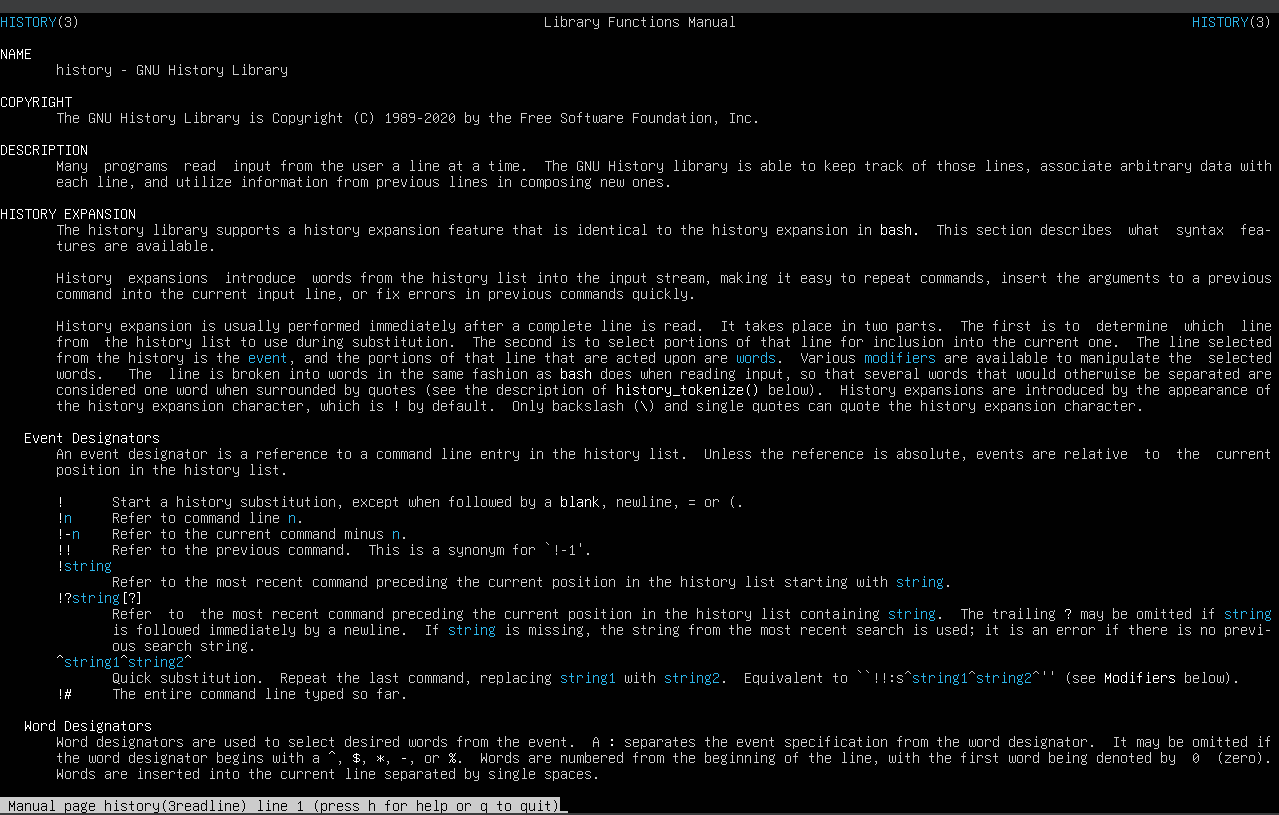 HISTORY(3)                                                          Library Functions Manual                                                         HISTORY(3)
NAME
history - GNU History Library
COPYRIGHT
The GNU History Library is Copyright (C) 1989-2020 by the Free Software Foundation, Inc.
DESCRIPTION
Many  programs  read  input from the user a line at a time.  The GNU History library is able to keep track of those lines, associate arbitrary data with
each line, and utilize information from previous lines in composing new ones.
HISTORY EXPANSION
The history library supports a history expansion feature that is identical to the history expansion in bash.  This section describes  what  syntax  fea-
tures are available.
History  expansions  introduce  words from the history list into the input stream, making it easy to repeat commands, insert the arguments to a previous
command into the current input line, or fix errors in previous commands quickly.
History expansion is usually performed immediately after a complete line is read.  It takes place in two parts.  The first is to  determine  which  line
from  the history list to use during substitution.  The second is to select portions of that line for inclusion into the current one.  The line selected
from the history is the event, and the portions of that line that are acted upon are words.  Various modifiers are available to manipulate the  selected
words.   The  line is broken into words in the same fashion as bash does when reading input, so that several words that would otherwise be separated are
considered one word when surrounded by quotes (see the description of history_tokenize() below).  History expansions are introduced by the appearance of
the history expansion character, which is ! by default.  Only backslash (\) and single quotes can quote the history expansion character.
Event Designators
An event designator is a reference to a command line entry in the history list.  Unless the reference is absolute, events are relative  to  the  current
position in the history list.
!      Start a history substitution, except when followed by a blank, newline, = or (.
!n     Refer to command line n.
!-n    Refer to the current command minus n.
!!     Refer to the previous command.  This is a synonym for `!-1'.
!string
Refer to the most recent command preceding the current position in the history list starting with string.
!?string[?]
Refer  to  the most recent command preceding the current position in the history list containing string.  The trailing ? may be omitted if string
is followed immediately by a newline.  If string is missing, the string from the most recent search is used; it is an error if there is no previ-
ous search string.
^string1^string2^
Quick substitution.  Repeat the last command, replacing string1 with string2.  Equivalent to ``!!:s^string1^string2^'' (see Modifiers below).
!#     The entire command line typed so far.
Word Designators
Word designators are used to select desired words from the event.  A : separates the event specification from the word designator.  It may be omitted if
the word designator begins with a ^, $, *, -, or %.  Words are numbered from the beginning of the line, with the first word being denoted by  0  (zero).
Words are inserted into the current line separated by single spaces.
Manual page history(3readline) line 1 (press h for help or q to quit)